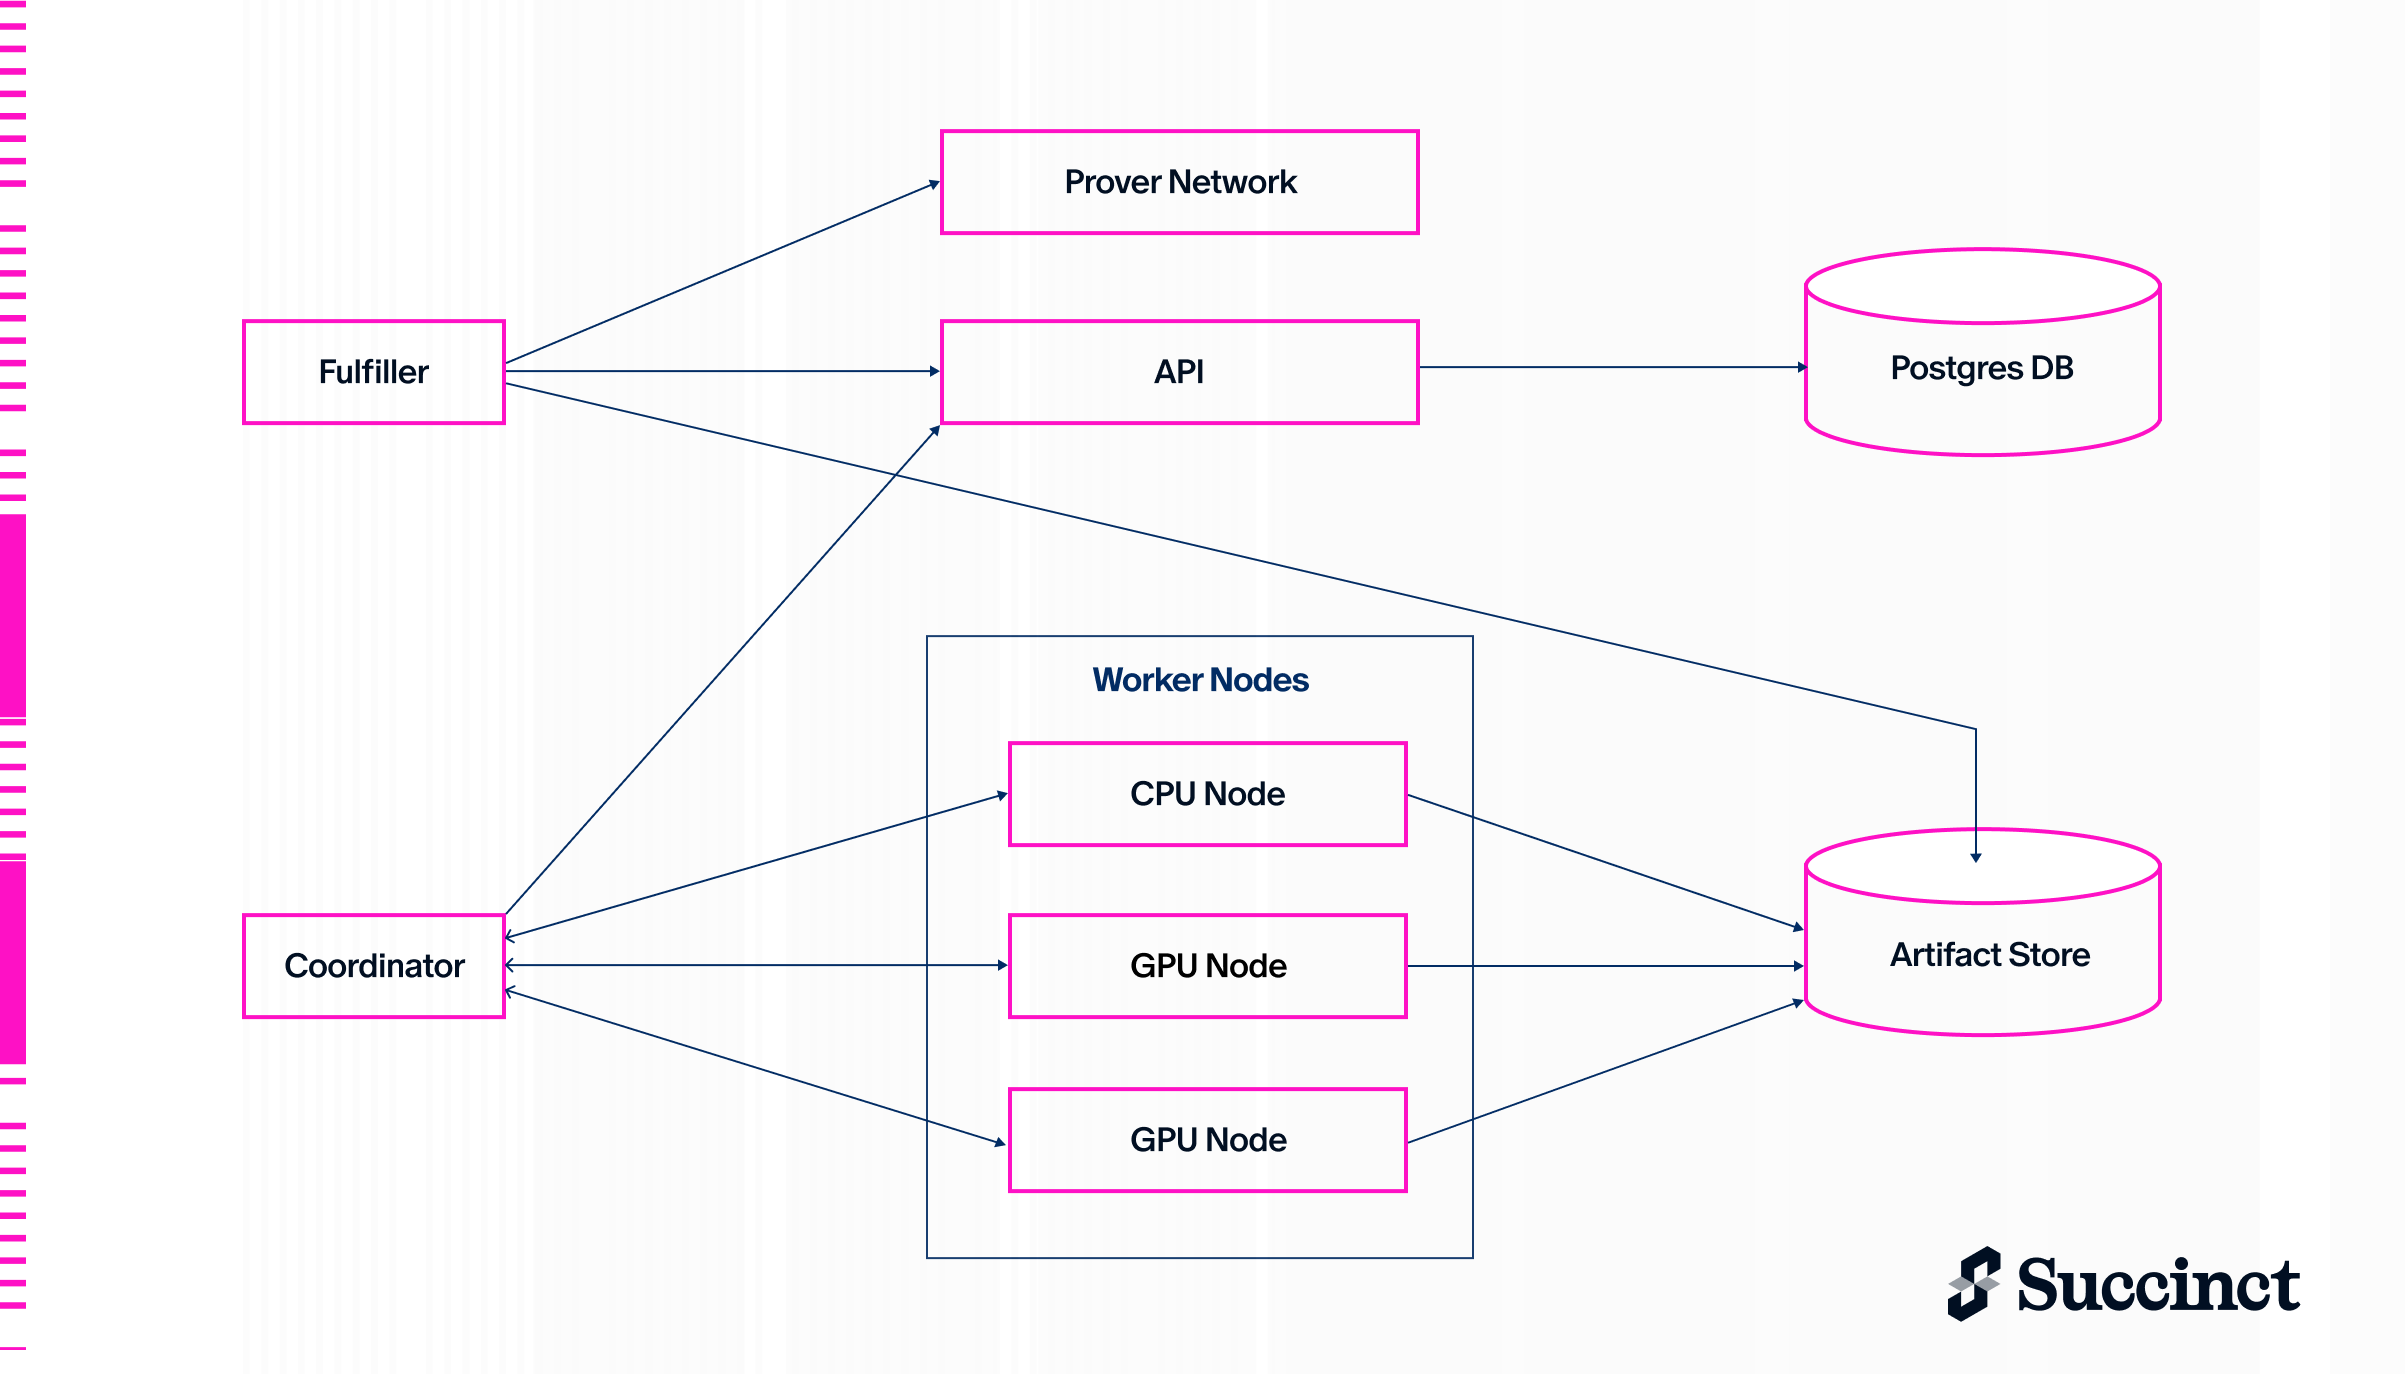 Prover Network
Fulfiller
API
Postgres DB
Worker Nodes
CPU Node
Coordinator
GPU Node
Artifact Store
GPU Node
Succinct